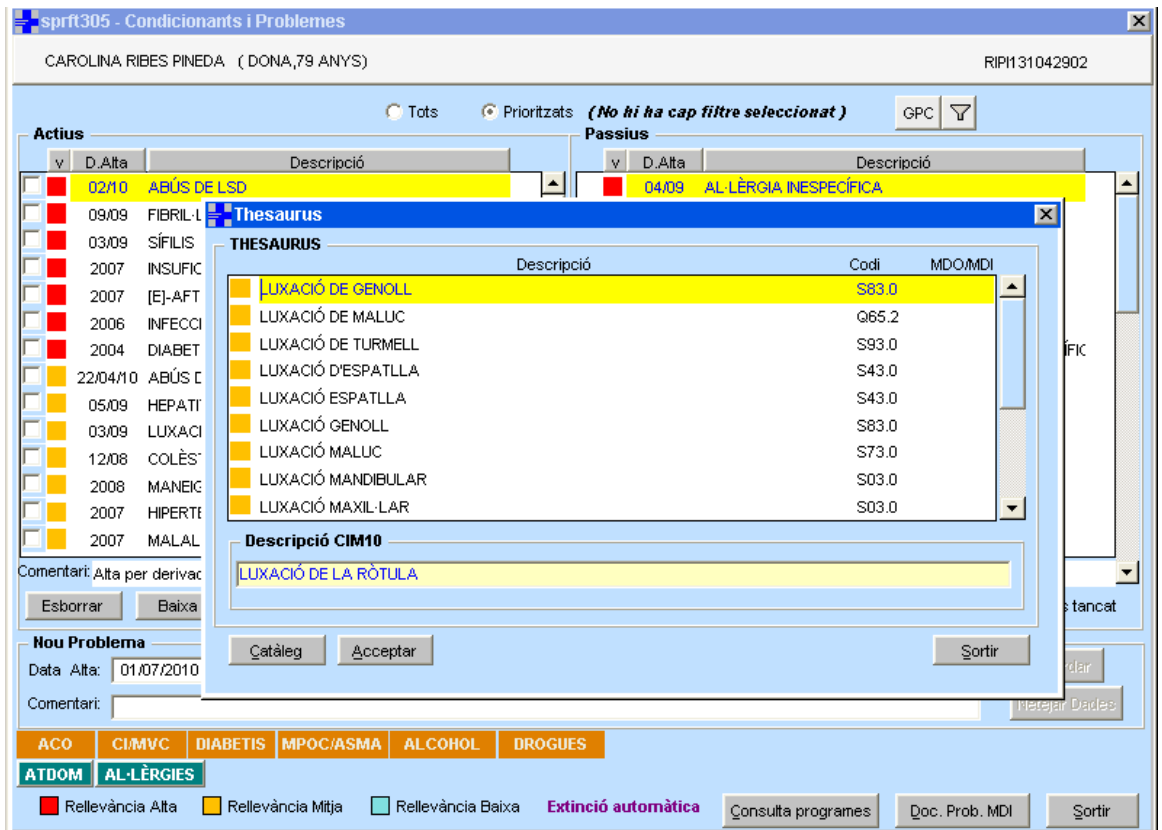 sprft305 - Condicionants i Problemes
CAROLINA RIBES PINEDA ( DONA,79 ANYS) RIPI131042902
Tots Prioritzats (No hi ha cap filtre seleccionat) GPC
Actius Passius
v D.Alta Descripció v D.Alta Descripció
02/10 ABÚS DE LSD 04/09 AL·LÈRGIA INESPECÍFICA
09/09 FIBRIL·L
03/09 SÍFILIS
2007 INSUFIC
2007 [E]-AFT
2006 INFECCI
2004 DIABET ÍFIC
22/04/10 ABÚS D
05/09 HEPATI
03/09 LUXACI
12/08 COLÈS
2008 MANEIG
2007 HIPERTE
2007 MALAL
Comentari: Alta per derivac
Esborrar Baixa s tancat
Nou Problema
Data Alta: 01/07/2010 dar
Comentari: Netejar Dades
Thesaurus
THESAURUS
Descripció Codi MDO/MDI
LUXACIÓ DE GENOLL S83.0
LUXACIÓ DE MALUC Q65.2
LUXACIÓ DE TURMELL S93.0
LUXACIÓ D'ESPATLLA S43.0
LUXACIÓ ESPATLLA S43.0
LUXACIÓ GENOLL S83.0
LUXACIÓ MALUC S73.0
LUXACIÓ MANDIBULAR S03.0
LUXACIÓ MAXIL·LAR S03.0
Descripció CIM10
LUXACIÓ DE LA RÒTULA
Catàleg Acceptar Sortir
ACO CI/MVC DIABETIS MPOC/ASMA ALCOHOL DROGUES
ATDOM AL·LÈRGIES
Rellevància Alta Rellevància Mitja Rellevància Baixa Extinció automàtica Consulta programes Doc. Prob. MDI Sortir